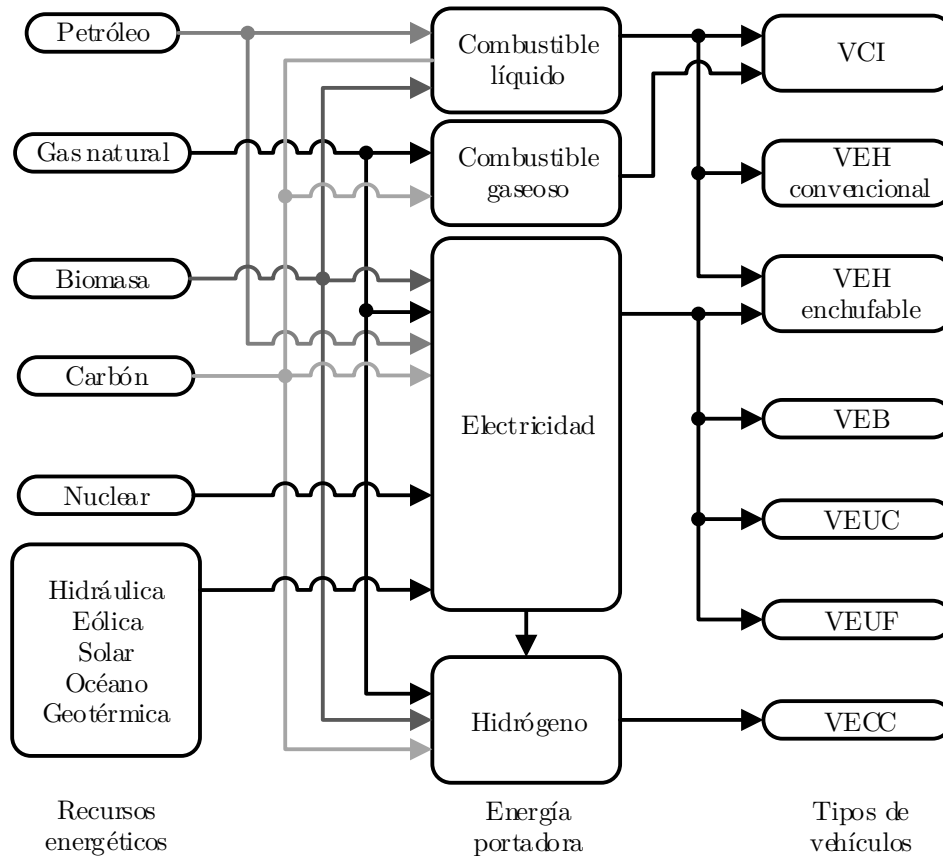 Petróleo
Gas natural
Biomasa
Carbón
Nuclear
Hidráulica
Eólica
Solar
Océano
Geotérmica
Recursos
energéticos
Combustible
líquido
Combustible
gaseoso
Electricidad
Hidrógeno
Energía
portadora
VCI
VEH
convencional
VEH
enchufable
VEB
VEUC
VEUF
VECC
Tipos de
vehículos